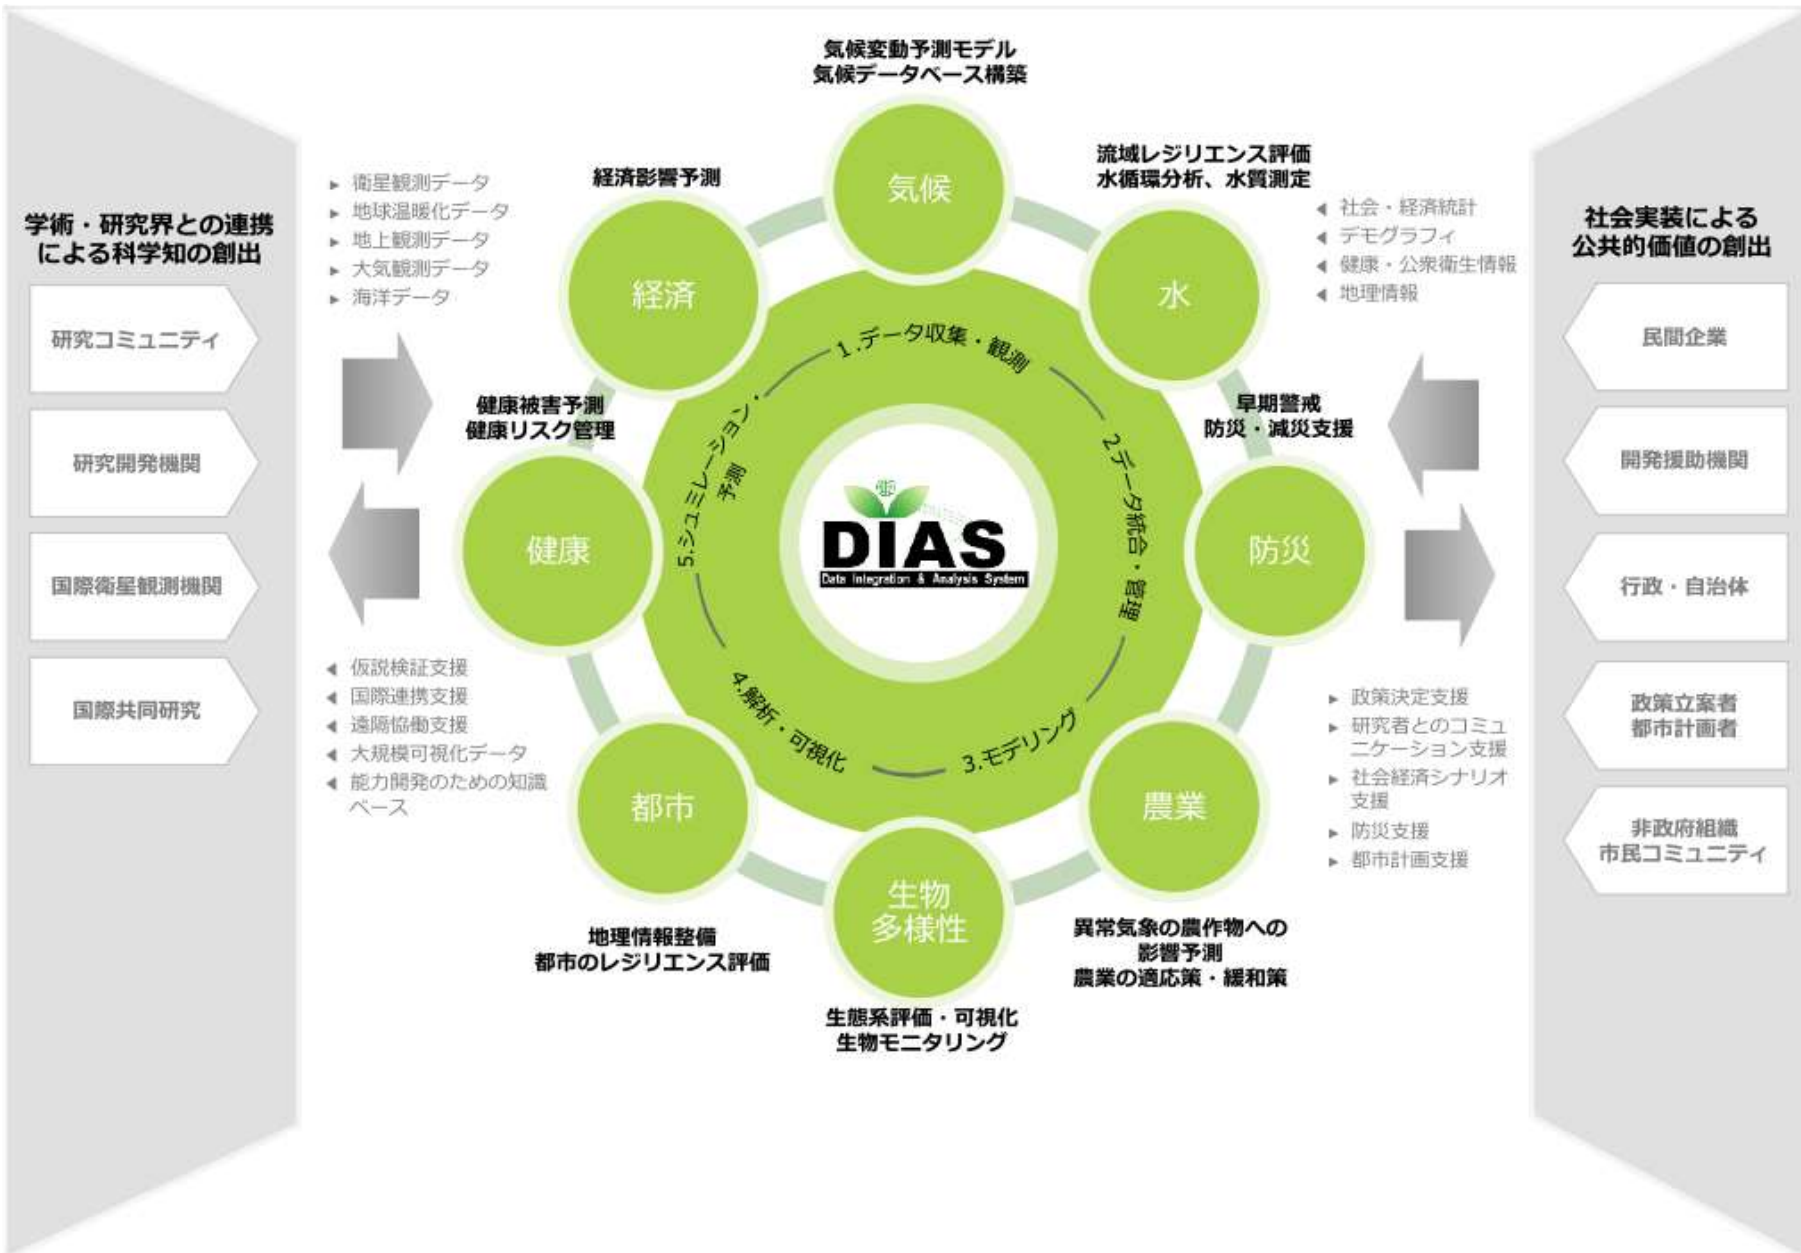 気候変動予測モデル
気候データベース構築
学術・研究界との連携
による科学知の創出
研究コミュニティ
研究開発機関
国際衛星観測機関
国際共同研究
衛星観測データ
地球温暖化データ
地上観測データ
大気観測データ
海洋データ
仮説検証支援
国際連携支援
遠隔協働支援
大規模可視化データ
能力開発のための知識
ベース
気候
経済影響予測
経済
流域レジリエンス評価
水循環分析、水質測定
水
健康被害予測
健康リスク管理
健康
早期警戒
防災・減災支援
防災
1.データ収集・観測
2.データ統合・管理
3.モデリング
4.解析・可視化
5.シュミレーション・
予測
DIAS
Data Integration & Analysis System
都市
地理情報整備
都市のレジリエンス評価
生物
多様性
生態系評価・可視化
生物モニタリング
農業
異常気象の農作物への
影響予測
農業の適応策・緩和策
社会・経済統計
デモグラフィ
健康・公衆衛生情報
地理情報
政策決定支援
研究者とのコミュ
ニケーション支援
社会経済シナリオ
支援
防災支援
都市計画支援
社会実装による
公共的価値の創出
民間企業
開発援助機関
行政・自治体
政策立案者
都市計画者
非政府組織
市民コミュニティ